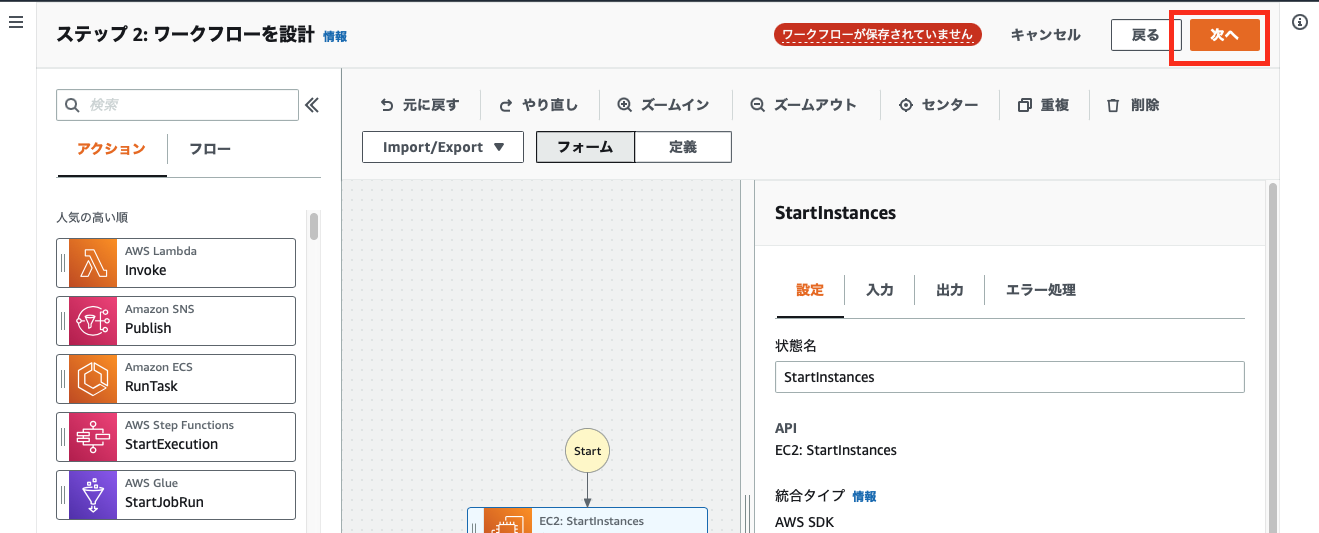 ステップ 2: ワークフローを設計 情報
ワークフローが保存されていません
キャンセル
戻る
次へ
検索
アクション
フロー
人気の高い順
AWS Lambda
Invoke
Amazon SNS
Publish
Amazon ECS
RunTask
AWS Step Functions
StartExecution
AWS Glue
StartJobRun
元に戻す
やり直し
ズームイン
ズームアウト
センター
重複
削除
Import/Export
フォーム
定義
Start
EC2: StartInstances
StartInstances
設定
入力
出力
エラー処理
状態名
StartInstances
API
EC2: StartInstances
統合タイプ 情報
AWS SDK